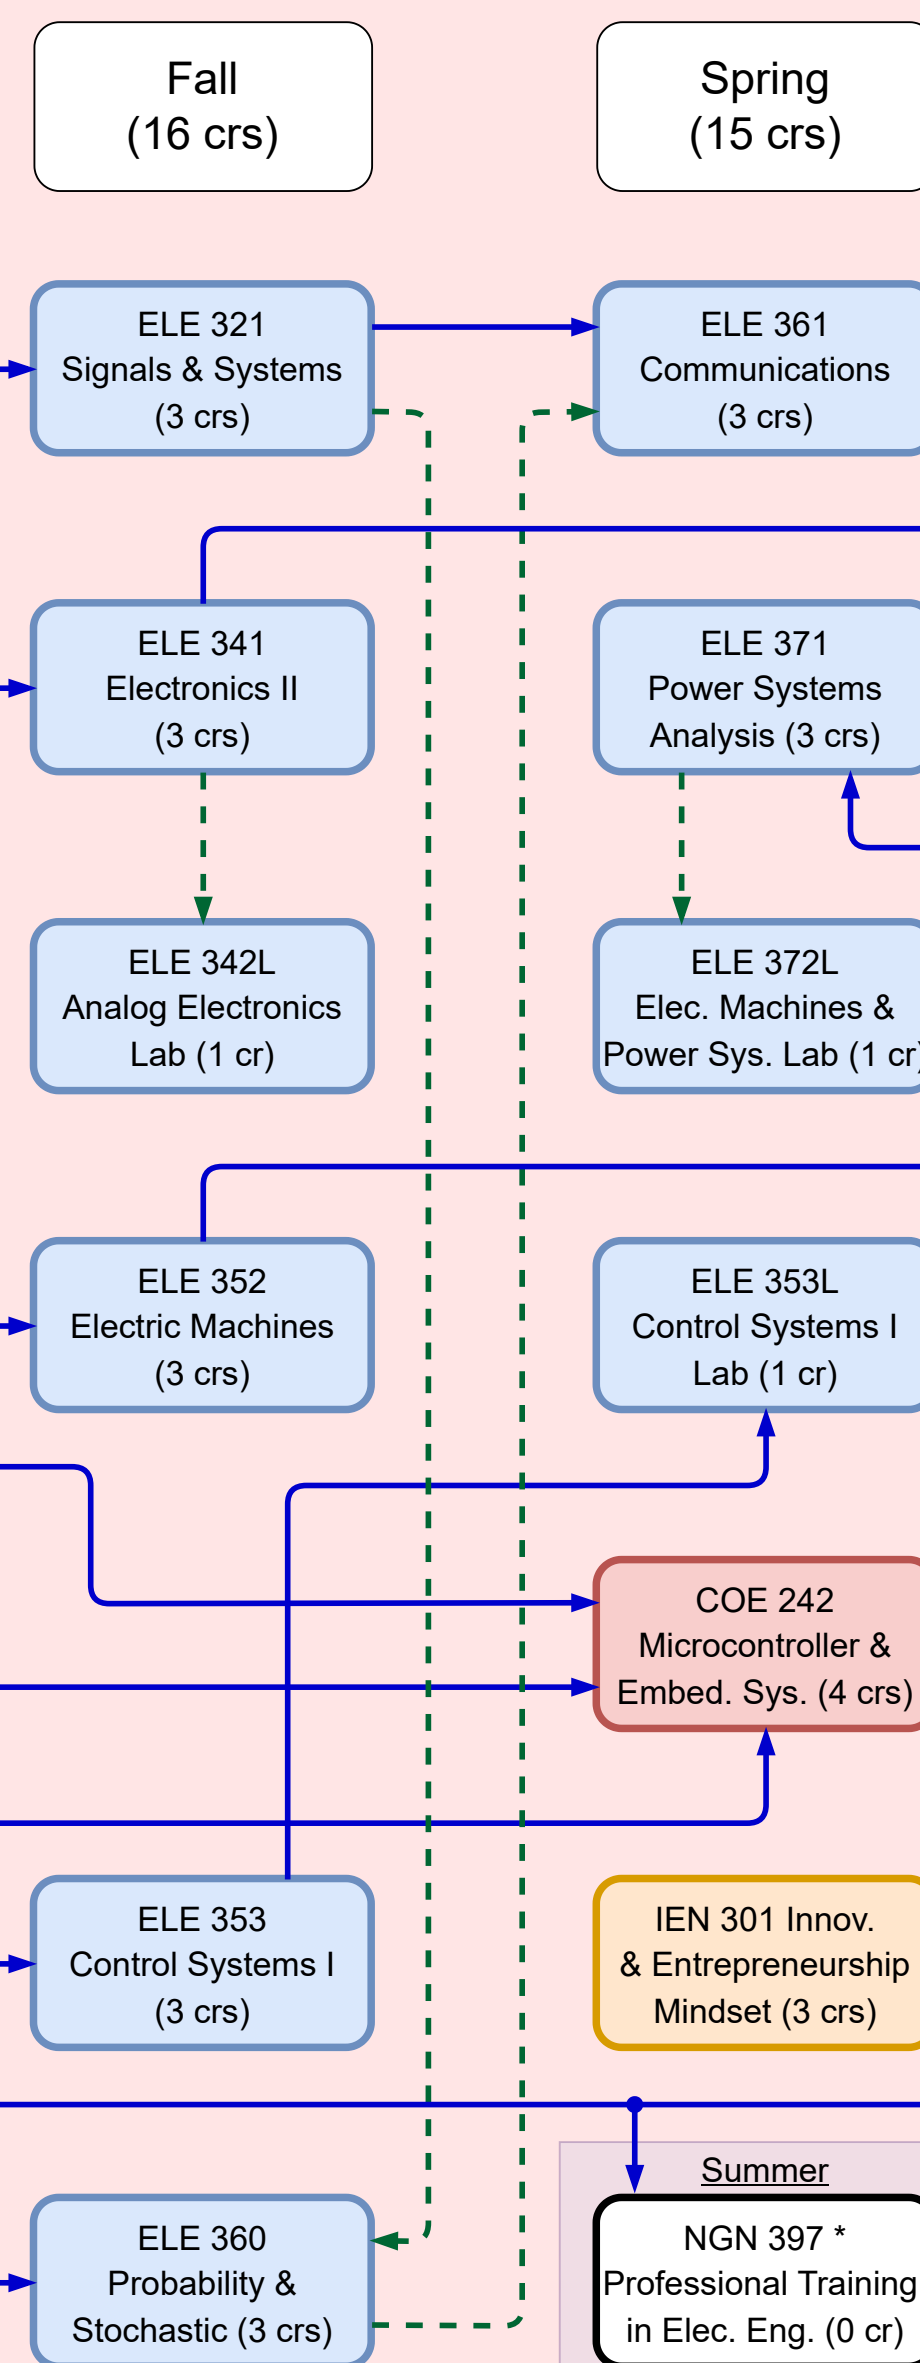 Fall
(16 crs)
Spring
(15 crs)
ELE 321
Signals & Systems
(3 crs)
ELE 361
Communications
(3 crs)
ELE 341
Electronics II
(3 crs)
ELE 371
Power Systems
Analysis (3 crs)
ELE 342L
Analog Electronics
Lab (1 cr)
ELE 372L
Elec. Machines &
Power Sys. Lab (1 cr)
ELE 352
Electric Machines
(3 crs)
ELE 353L
Control Systems I
Lab (1 cr)
COE 242
Microcontroller &
Embed. Sys. (4 crs)
ELE 353
Control Systems I
(3 crs)
IEN 301 Innov.
& Entrepreneurship
Mindset (3 crs)
Summer
ELE 360
Probability &
Stochastic (3 crs)
NGN 397 *
Professional Training
in Elec. Eng. (0 cr)